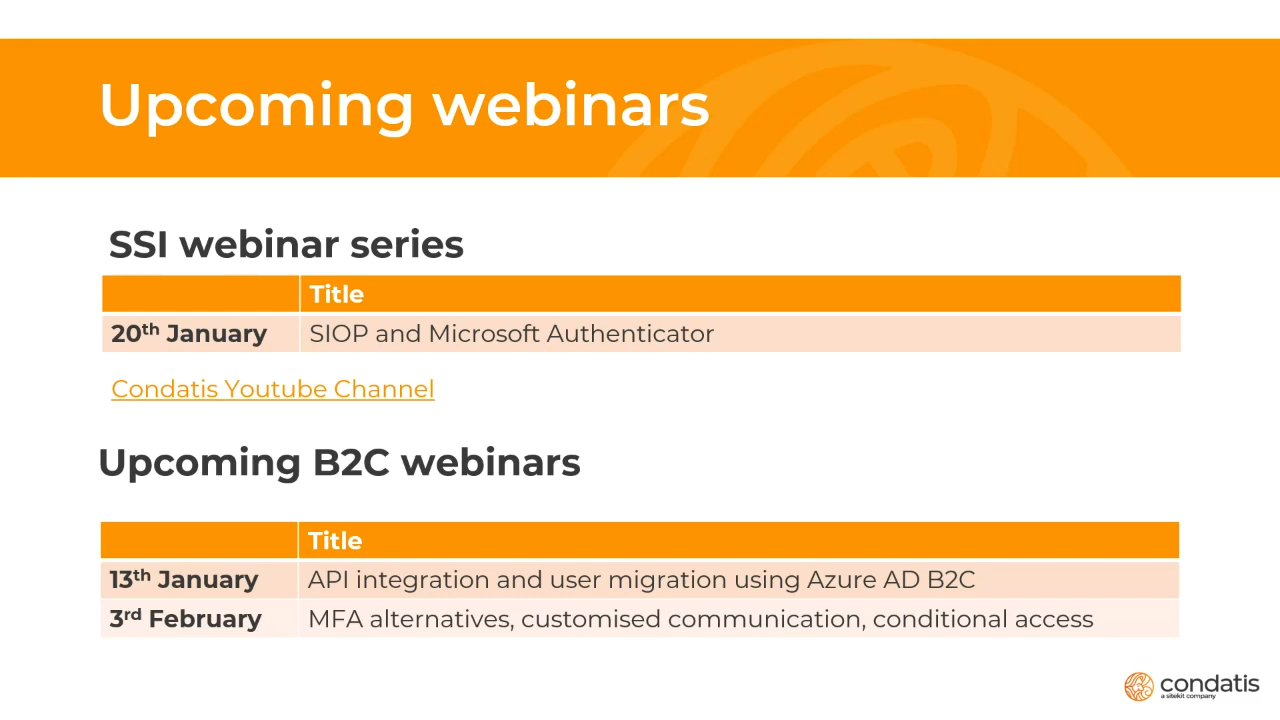 Upcoming webinars
SSI webinar series
Title
20th January SIOP and Microsoft Authenticator
Condatis Youtube Channel
Upcoming B2C webinars
Title
13th January API integration and user migration using Azure AD B2C
3rd February MFA alternatives, customised communication, conditional access
condatis
a sitekit company